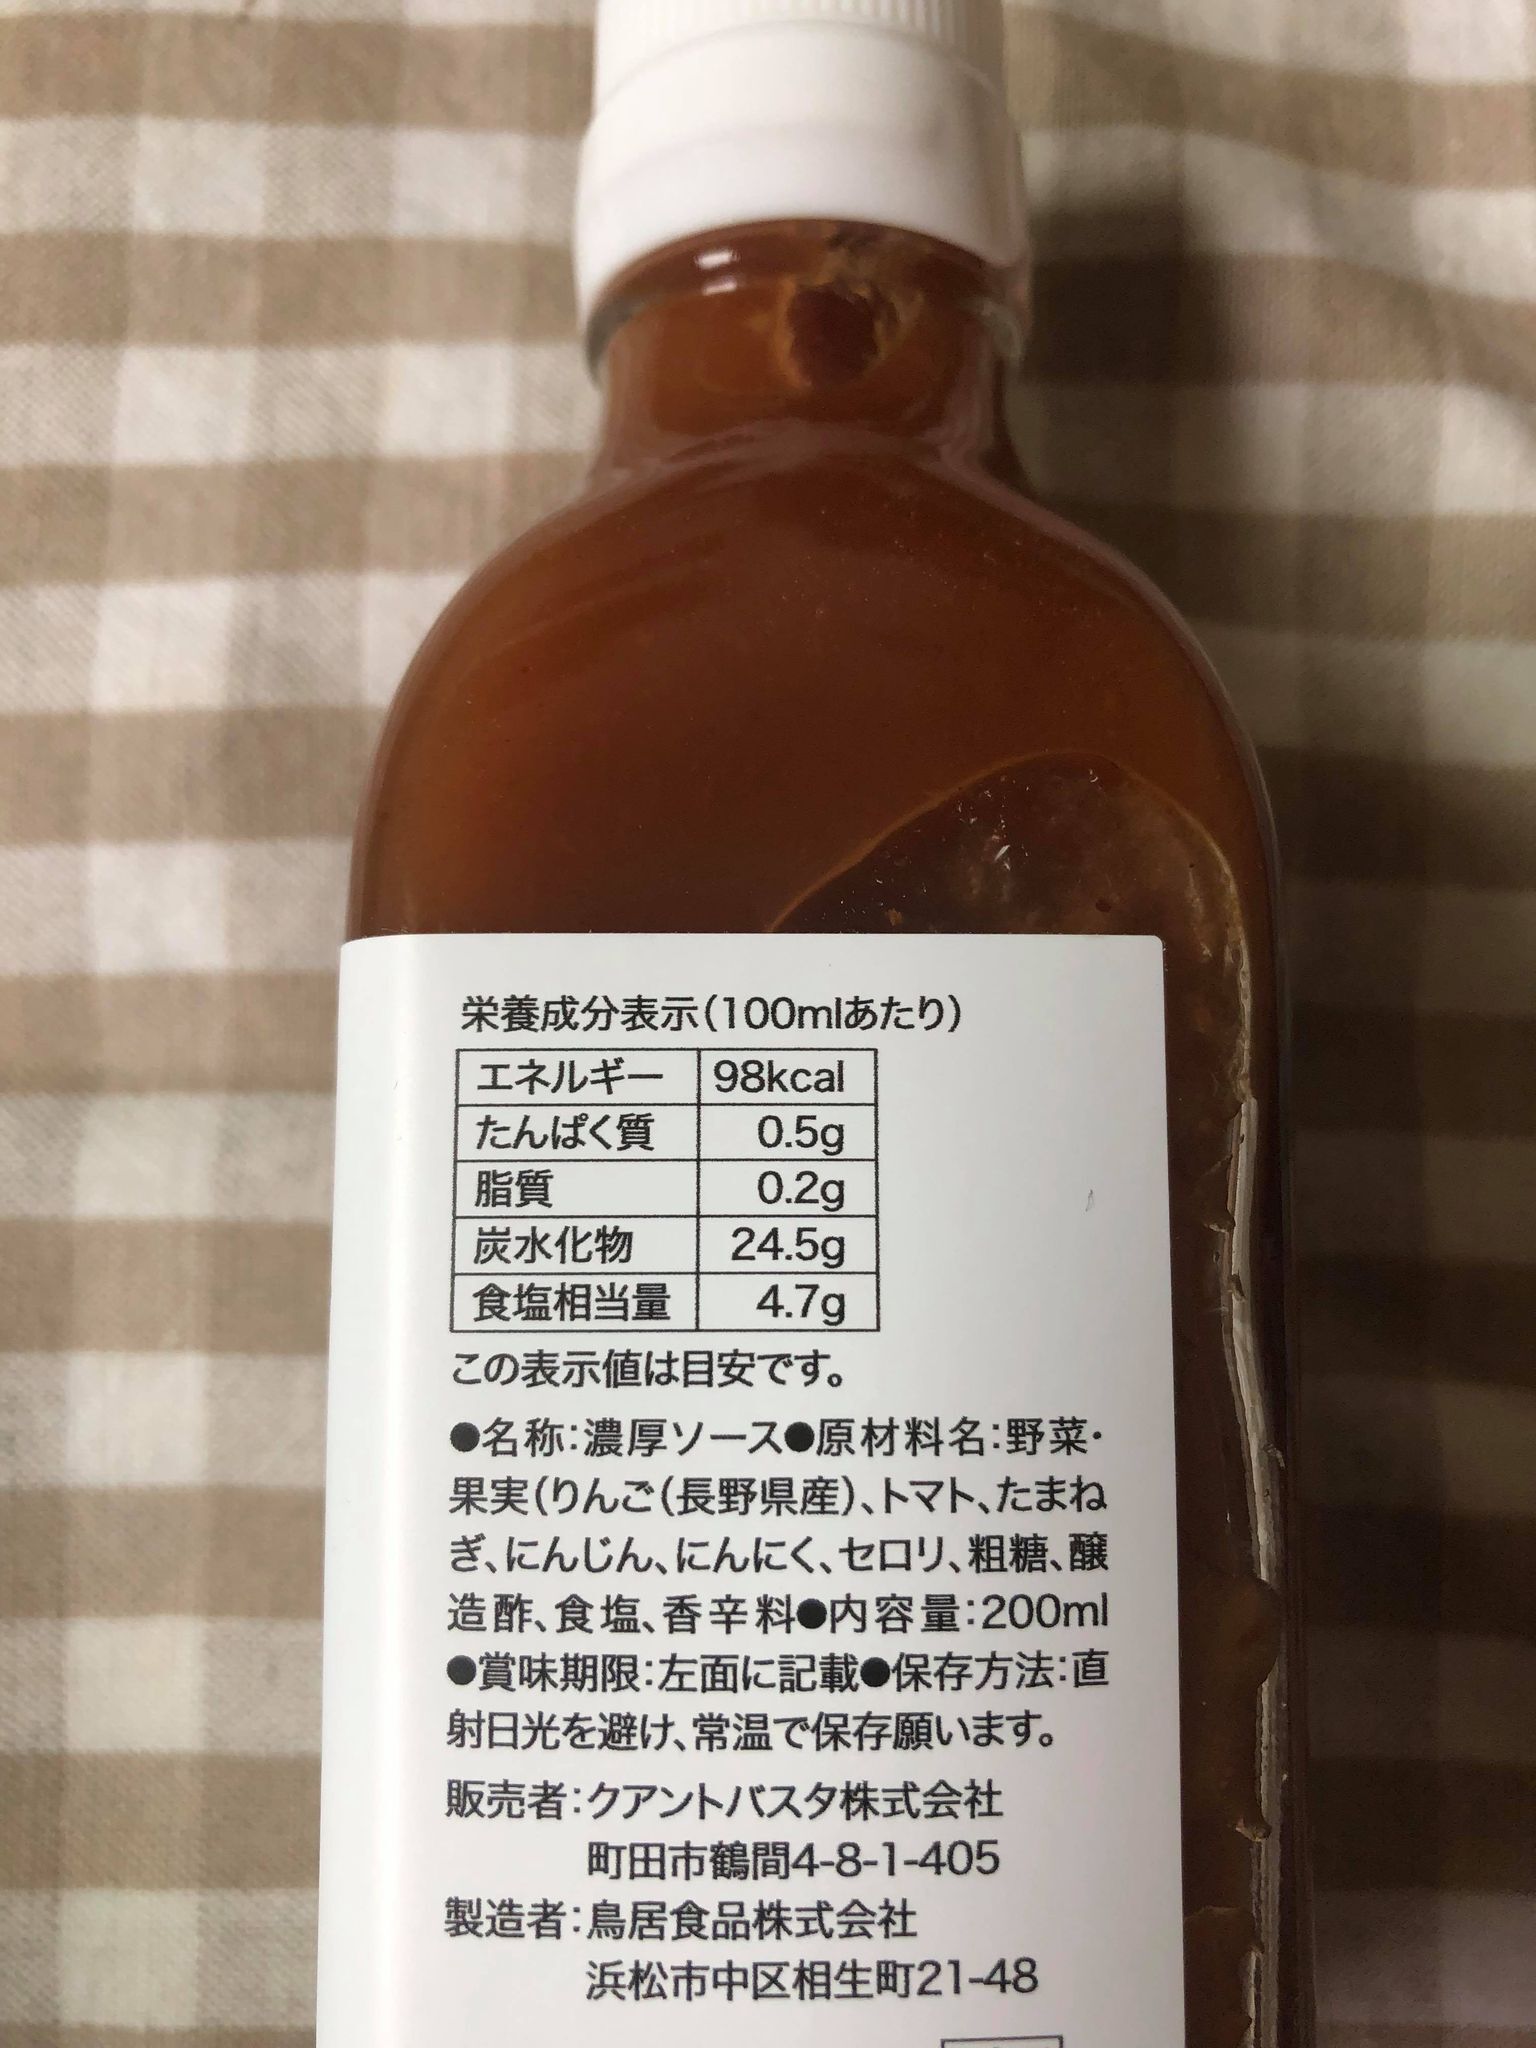 栄養成分表示(100mlあたり)
エネルギー 98kcal
たんぱく質 0.5g
脂質 0.2g
炭水化物 24.5g
食塩相当量 4.7g
この表示値は目安です。
●名称:濃厚ソース●原材料名:野菜・
果実(りんご(長野県産)、トマト、たまね
ぎ、にんじん、にんにく、セロリ、粗糖、醸
造酢、食塩、香辛料●内容量:200ml
●賞味期限:左面に記載●保存方法:直
射日光を避け、常温で保存願います。
販売者:クアントバスタ株式会社
町田市鶴間4-8-1-405
製造者:鳥居食品株式会社
浜松市中区相生町21-48